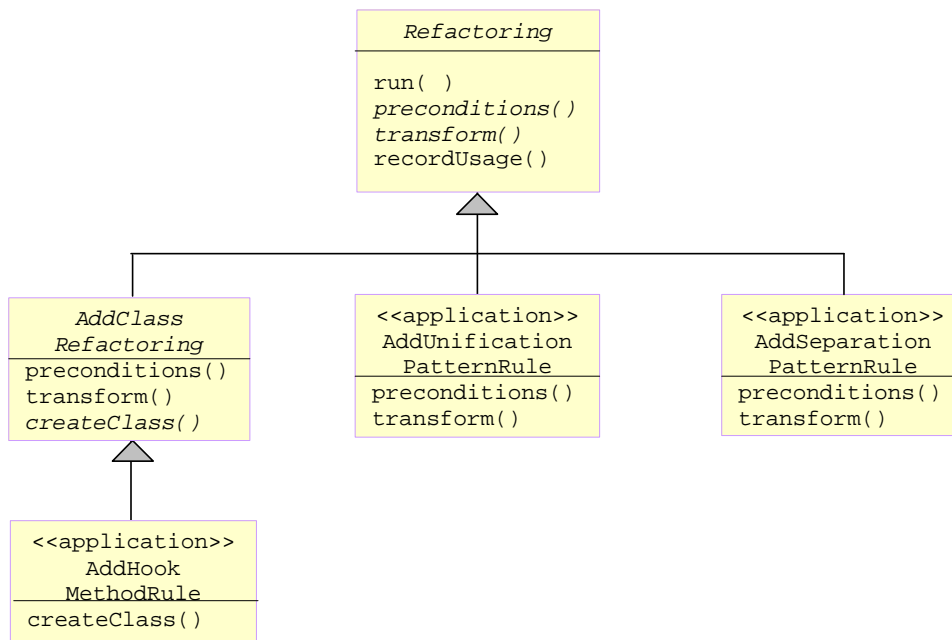 Refactoring
run( )
preconditions()
transform()
recordUsage()
AddClass
Refactoring
preconditions()
transform()
createClass()
<<application>>
AddUnification
PatternRule
preconditions()
transform()
<<application>>
AddSeparation
PatternRule
preconditions()
transform()
<<application>>
AddHook
MethodRule
createClass()